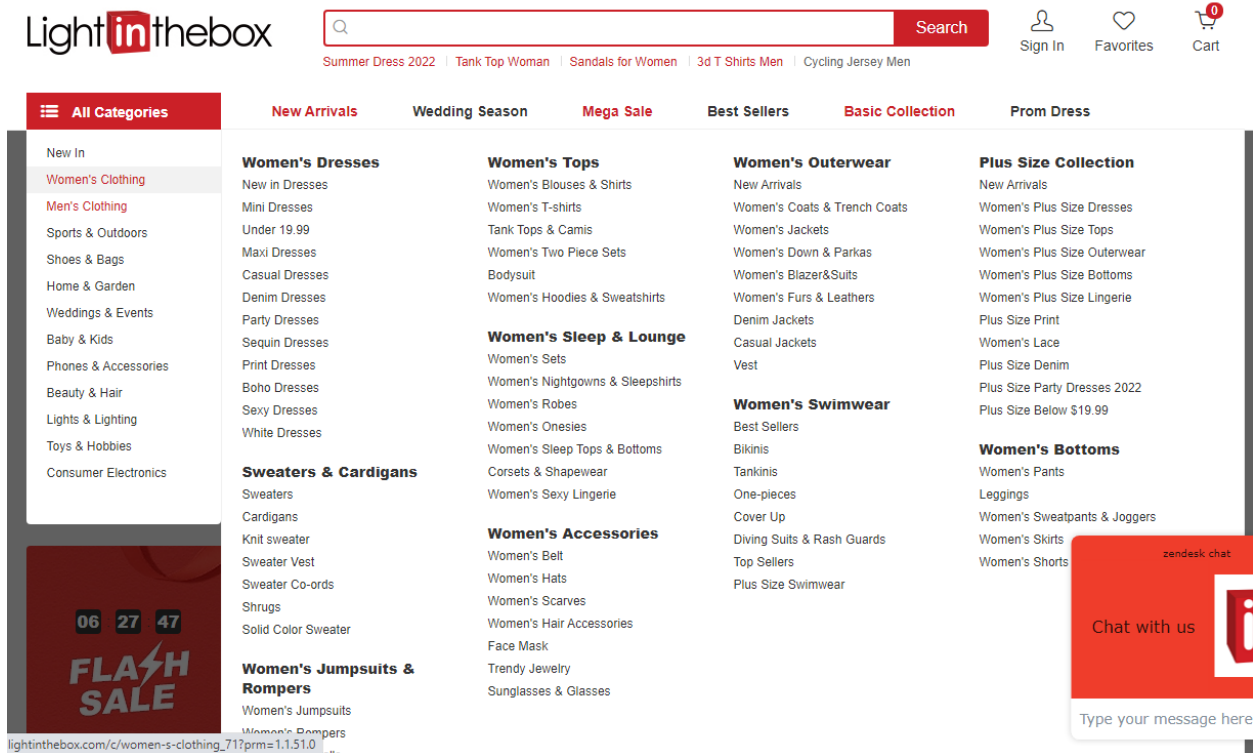 Lightinthebox
Search
Sign In
Favorites
0
Cart
Summer Dress 2022
Tank Top Woman
Sandals for Women
3d T Shirts Men
Cycling Jersey Men
All Categories
New Arrivals
Wedding Season
Mega Sale
Best Sellers
Basic Collection
Prom Dress
New In
Women's Clothing
Men's Clothing
Sports & Outdoors
Shoes & Bags
Home & Garden
Weddings & Events
Baby & Kids
Phones & Accessories
Beauty & Hair
Lights & Lighting
Toys & Hobbies
Consumer Electronics
06 27 47
FLASH
SALE
Women's Dresses
New in Dresses
Mini Dresses
Under 19.99
Maxi Dresses
Casual Dresses
Denim Dresses
Party Dresses
Sequin Dresses
Print Dresses
Boho Dresses
Sexy Dresses
White Dresses
Sweaters & Cardigans
Sweaters
Cardigans
Knit sweater
Sweater Vest
Sweater Co-ords
Shrugs
Solid Color Sweater
Women's Jumpsuits &
Rompers
Women's Jumpsuits
Women's Rompers
Women's Tops
Women's Blouses & Shirts
Women's T-shirts
Tank Tops & Camis
Women's Two Piece Sets
Bodysuit
Women's Hoodies & Sweatshirts
Women's Sleep & Lounge
Women's Sets
Women's Nightgowns & Sleepshirts
Women's Robes
Women's Onesies
Women's Sleep Tops & Bottoms
Corsets & Shapewear
Women's Sexy Lingerie
Women's Accessories
Women's Belt
Women's Hats
Women's Scarves
Women's Hair Accessories
Face Mask
Trendy Jewelry
Sunglasses & Glasses
Women's Outerwear
New Arrivals
Women's Coats & Trench Coats
Women's Jackets
Women's Down & Parkas
Women's Blazer&Suits
Women's Furs & Leathers
Denim Jackets
Casual Jackets
Vest
Women's Swimwear
Best Sellers
Bikinis
Tankinis
One-pieces
Cover Up
Diving Suits & Rash Guards
Top Sellers
Plus Size Swimwear
Plus Size Collection
New Arrivals
Women's Plus Size Dresses
Women's Plus Size Tops
Women's Plus Size Outerwear
Women's Plus Size Bottoms
Women's Plus Size Lingerie
Plus Size Print
Women's Lace
Plus Size Denim
Plus Size Party Dresses 2022
Plus Size Below $19.99
Women's Bottoms
Women's Pants
Leggings
Women's Sweatpants & Joggers
Women's Skirts
Women's Shorts
zendesk chat
Chat with us
Type your message here
lightinthebox.com/c/women-s-clothing_71?prm=1.1.51.0